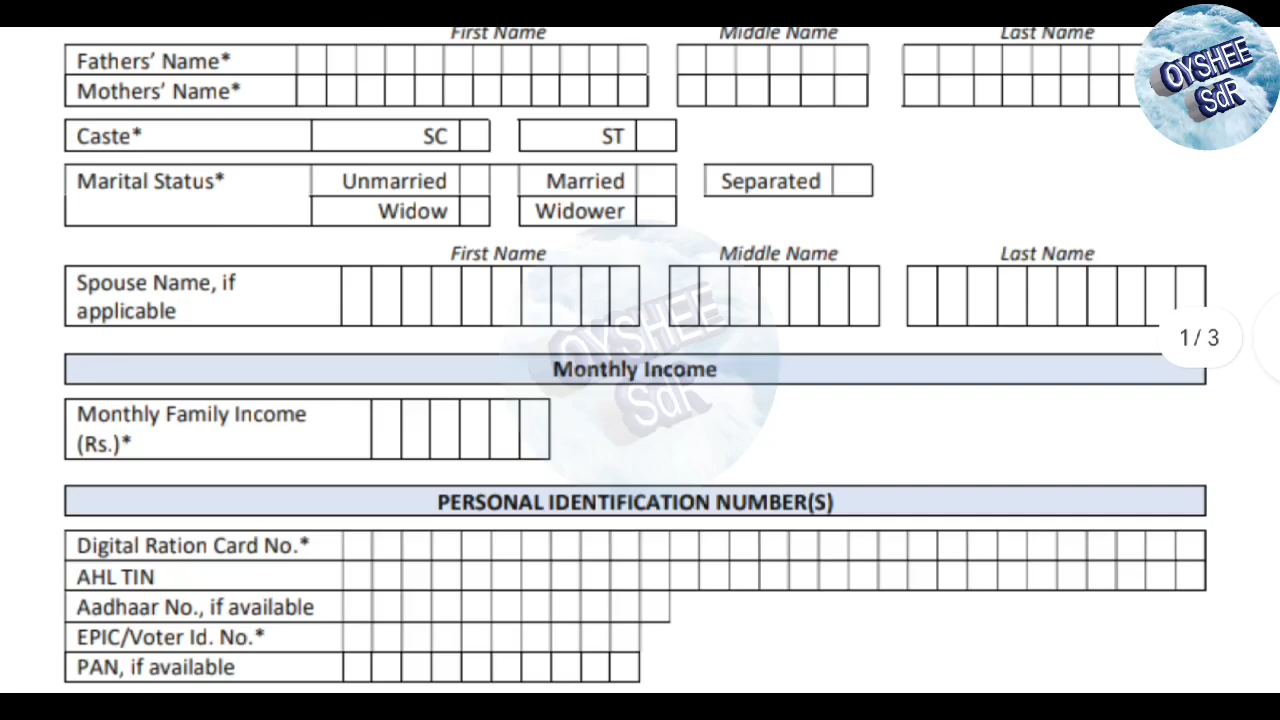 First Name Middle Name Last Name
Fathers’ Name*
Mothers’ Name*
Caste* SC ST
Marital Status* Unmarried Married Separated
Widow Widower
First Name Middle Name Last Name
Spouse Name, if
applicable
Monthly Income
Monthly Family Income
(Rs.)*
PERSONAL IDENTIFICATION NUMBER(S)
Digital Ration Card No.*
AHL TIN
Aadhaar No., if available
EPIC/Voter Id. No.*
PAN, if available
1 / 3
OYSHEE
SdR
OYSHEE
SdR